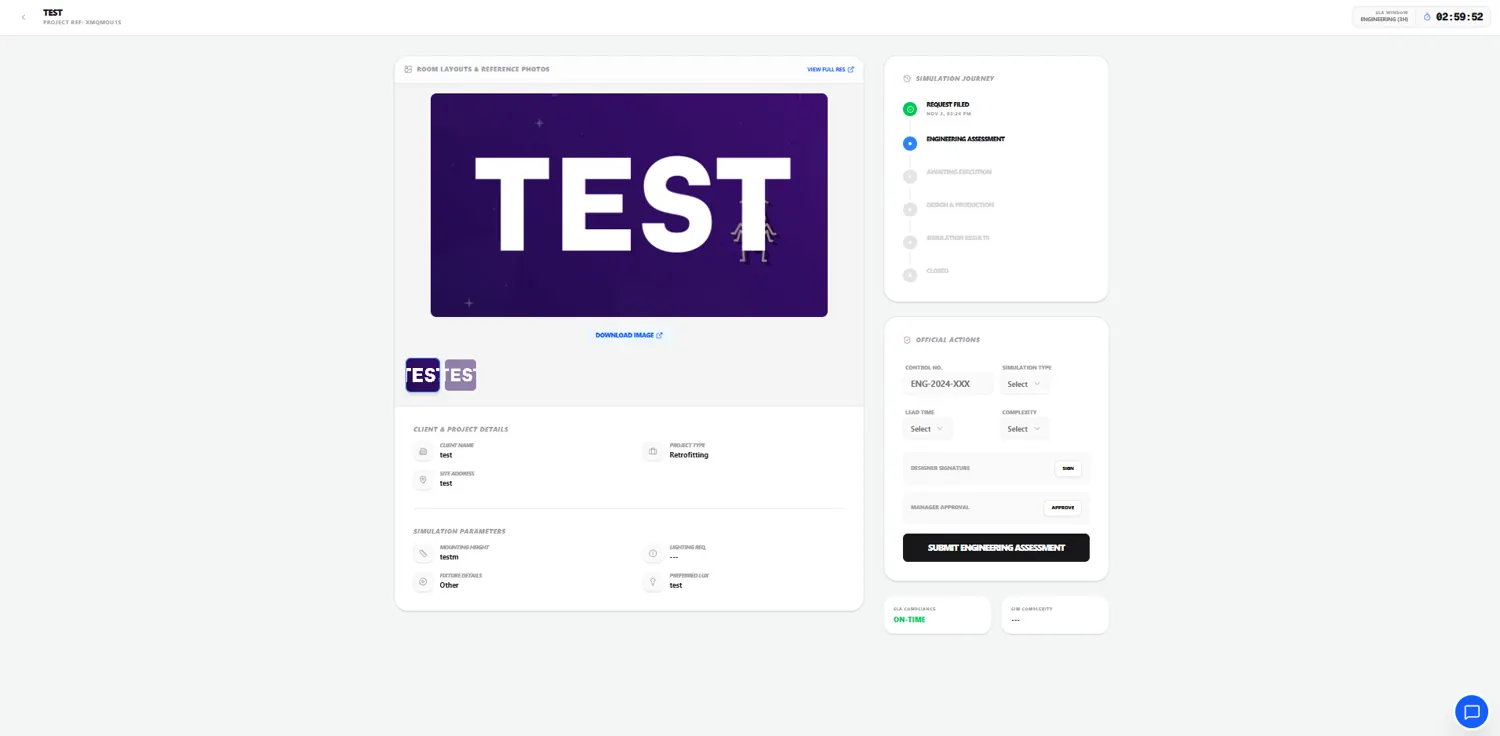 TEST
PROJECT REF: XMQMOU15
SLA WINDOW
ENGINEERING (3H)
02:59:52
ROOM LAYOUTS & REFERENCE PHOTOS
VIEW FULL RES
TEST
DOWNLOAD IMAGE
TEST
TEST
CLIENT & PROJECT DETAILS
CLIENT NAME
test
PROJECT TYPE
Retrofitting
SITE ADDRESS
test
SIMULATION PARAMETERS
MOUNTING HEIGHT
testm
LIGHTING REQ.
---
FIXTURE DETAILS
Other
PREFERRED LUX
test
SIMULATION JOURNEY
REQUEST FILED
NOV 3, 03:24 PM
ENGINEERING ASSESSMENT
AWAITING EXECUTION
DESIGN & PRODUCTION
SIMULATION RESULTS
CLOSED
OFFICIAL ACTIONS
CONTROL NO.
ENG-2024-XXX
SIMULATION TYPE
Select
LEAD TIME
Select
COMPLEXITY
Select
DESIGNER SIGNATURE
SIGN
MANAGER APPROVAL
APPROVE
SUBMIT ENGINEERING ASSESSMENT
SLA COMPLIANCE
ON-TIME
SIM COMPLEXITY
---